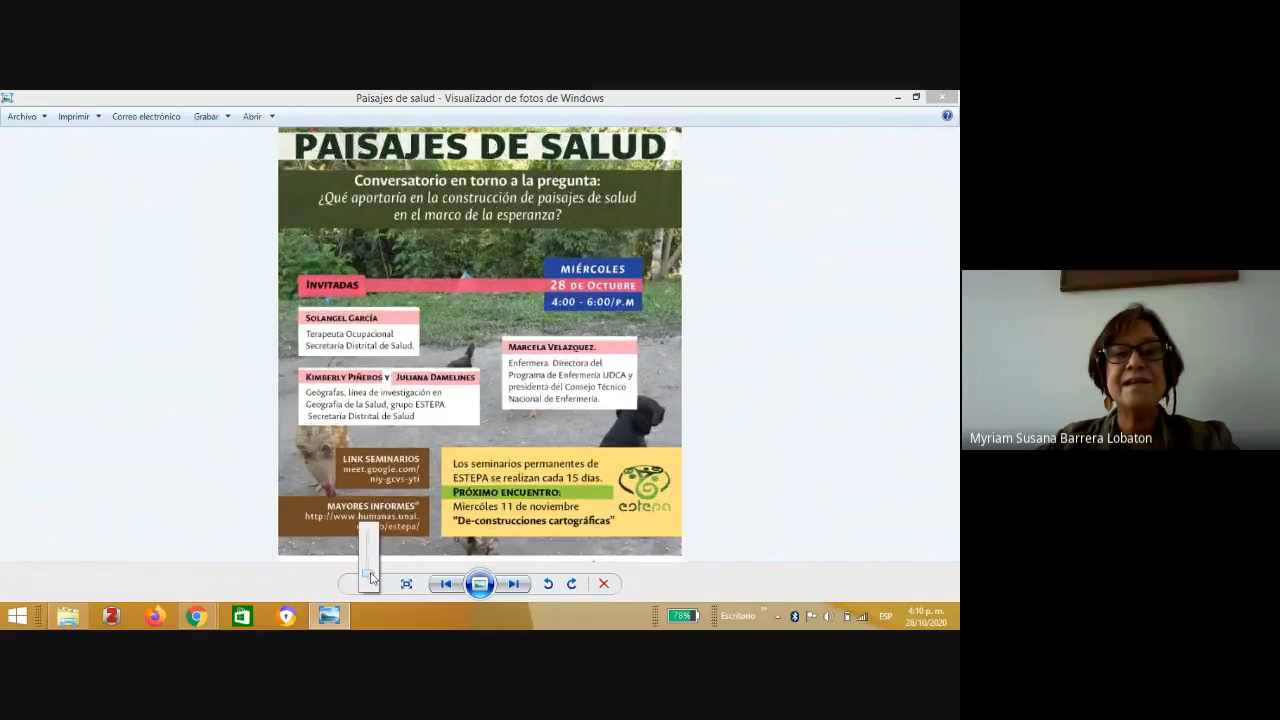 Paisajes de salud - Visualizador de fotos de Windows
Archivo Imprimir Correo electrónico Grabar Abrir
PAISAJES DE SALUD
Conversatorio en torno a la pregunta:
¿Qué aportaría en la construcción de paisajes de salud
en el marco de la esperanza?
MIÉRCOLES
28 DE OCTUBRE
4:00 - 6:00/P.M
INVITADAS
SOLANGEL GARCÍA
Terapeuta Ocupacional
Secretaría Distrital de Salud.
MARCELA VELAZQUEZ.
Enfermera. Directora del
Programa de Enfermería UDCA y
presidenta del Consejo Técnico
Nacional de Enfermería.
KIMBERLY PIÑEROS Y JULIANA DAMELINES
Geógrafas, línea de investigación en
Geografía de la Salud, grupo ESTEPA.
Secretaría Distrital de Salud
LINK SEMINARIOS
meet.google.com/
niy-gcvs-yti
MAYORES INFORMES"
http://www.humanas.unal.
o/estepa/
Los seminarios permanentes de
ESTEPA se realizan cada 15 días.
PRÓXIMO ENCUENTRO:
Miercóles 11 de noviembre
"De-construcciones cartográficas"
estepa
Myriam Susana Barrera Lobaton
78% Escritorio ESP
4:10 p. m.
28/10/2020